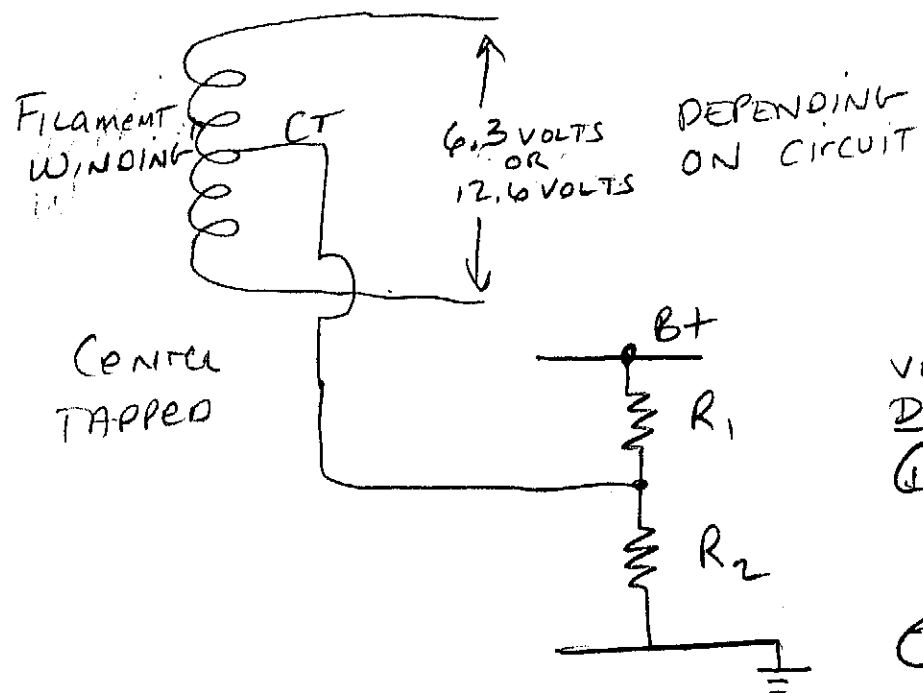 Filament
WINDING
CT
6.3 VOLTS
OR
12.6 VOLTS
DEPENDING
ON CIRCUIT
Center
TAPPED
B+
R1
R2